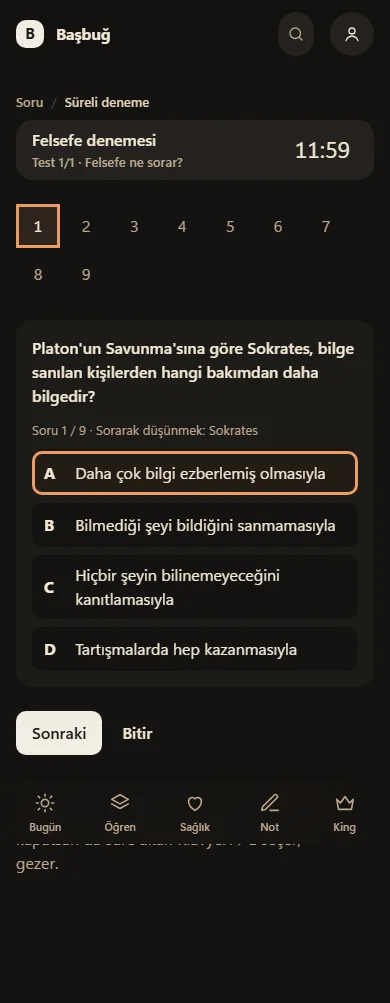 B Başbuğ
Soru / Süreli deneme
Felsefe denemesi
Test 1/1 · Felsefe ne sorar?
11:59
1 2 3 4 5 6 7
8 9
Platon'un Savunma'sına göre Sokrates, bilge
sanılan kişilerden hangi bakımdan daha
bilgedir?
Soru 1 / 9 · Sorarak düşünmek: Sokrates
A Daha çok bilgi ezberlemiş olmasıyla
B Bilmediği şeyi bildiğini sanmamasıyla
C Hiçbir şeyin bilinemeyeceğini
kanıtlamasıyla
D Tartışmalarda hep kazanmasıyla
Sonraki Bitir
Bugün Öğren Sağlık Not King
gezer.